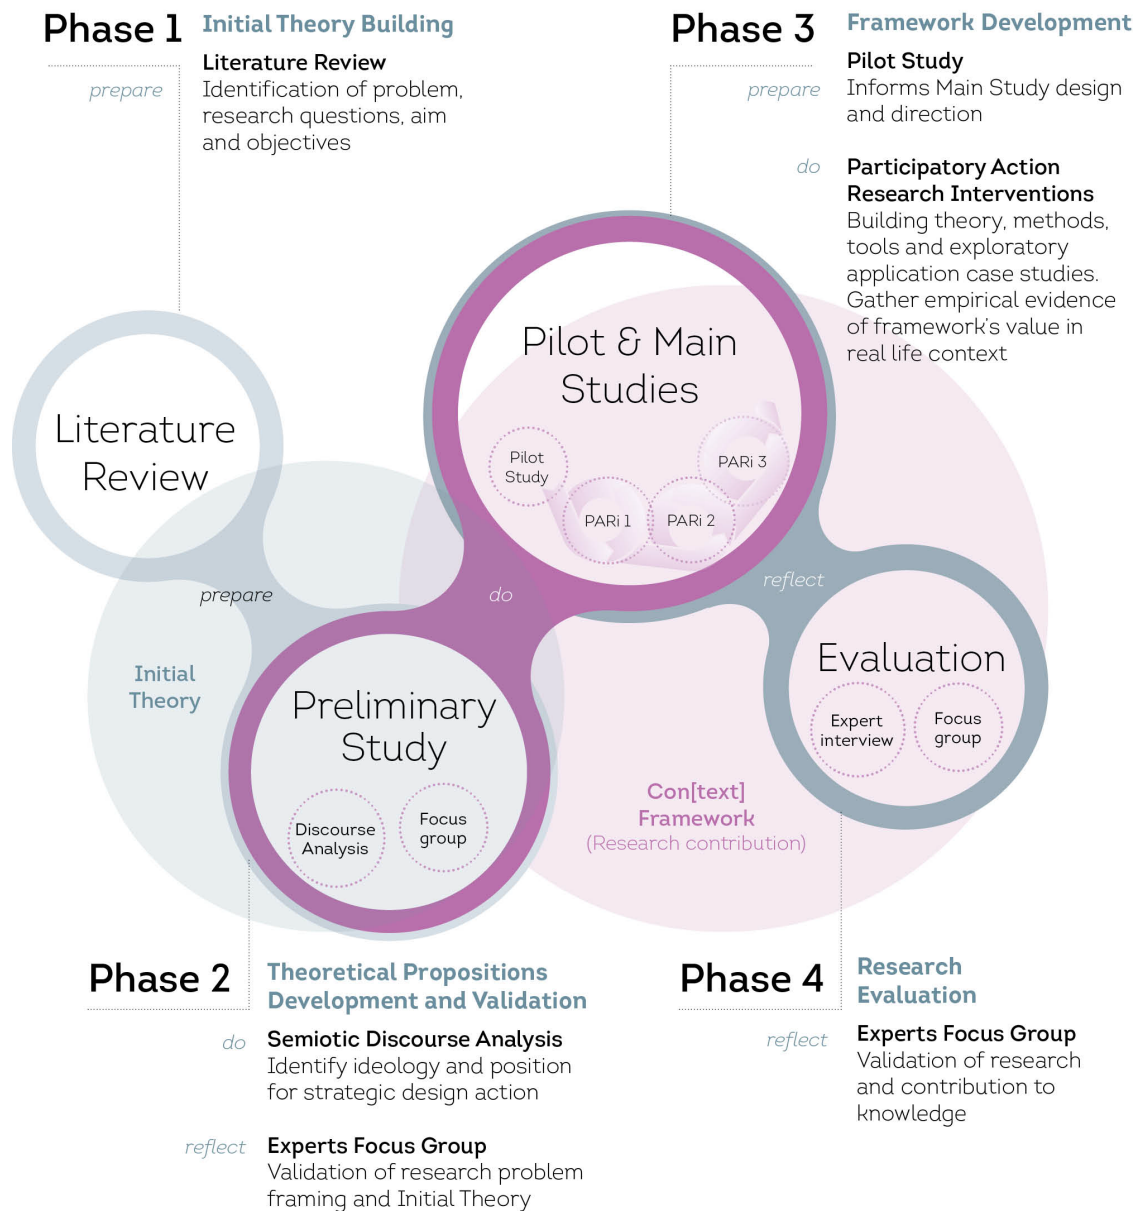 Phase 1
Initial Theory Building
prepare
Literature Review
Identification of problem,
research questions, aim
and objectives
Phase 3
Framework Development
prepare
Pilot Study
Informs Main Study design
and direction
do
Participatory Action
Research Interventions
Building theory, methods,
tools and exploratory
application case studies.
Gather empirical evidence
of framework's value in
real life context
Literature
Review
Pilot & Main
Studies
Pilot
Study
PARi 1
PARi 2
PARi 3
prepare
do
reflect
Initial
Theory
Preliminary
Study
Discourse
Analysis
Focus
group
Evaluation
Expert
interview
Focus
group
Con[text]
Framework
(Research contribution)
Phase 2
Theoretical Propositions
Development and Validation
do
Semiotic Discourse Analysis
Identify ideology and position
for strategic design action
reflect
Experts Focus Group
Validation of research problem
framing and Initial Theory
Phase 4
Research
Evaluation
reflect
Experts Focus Group
Validation of research
and contribution to
knowledge